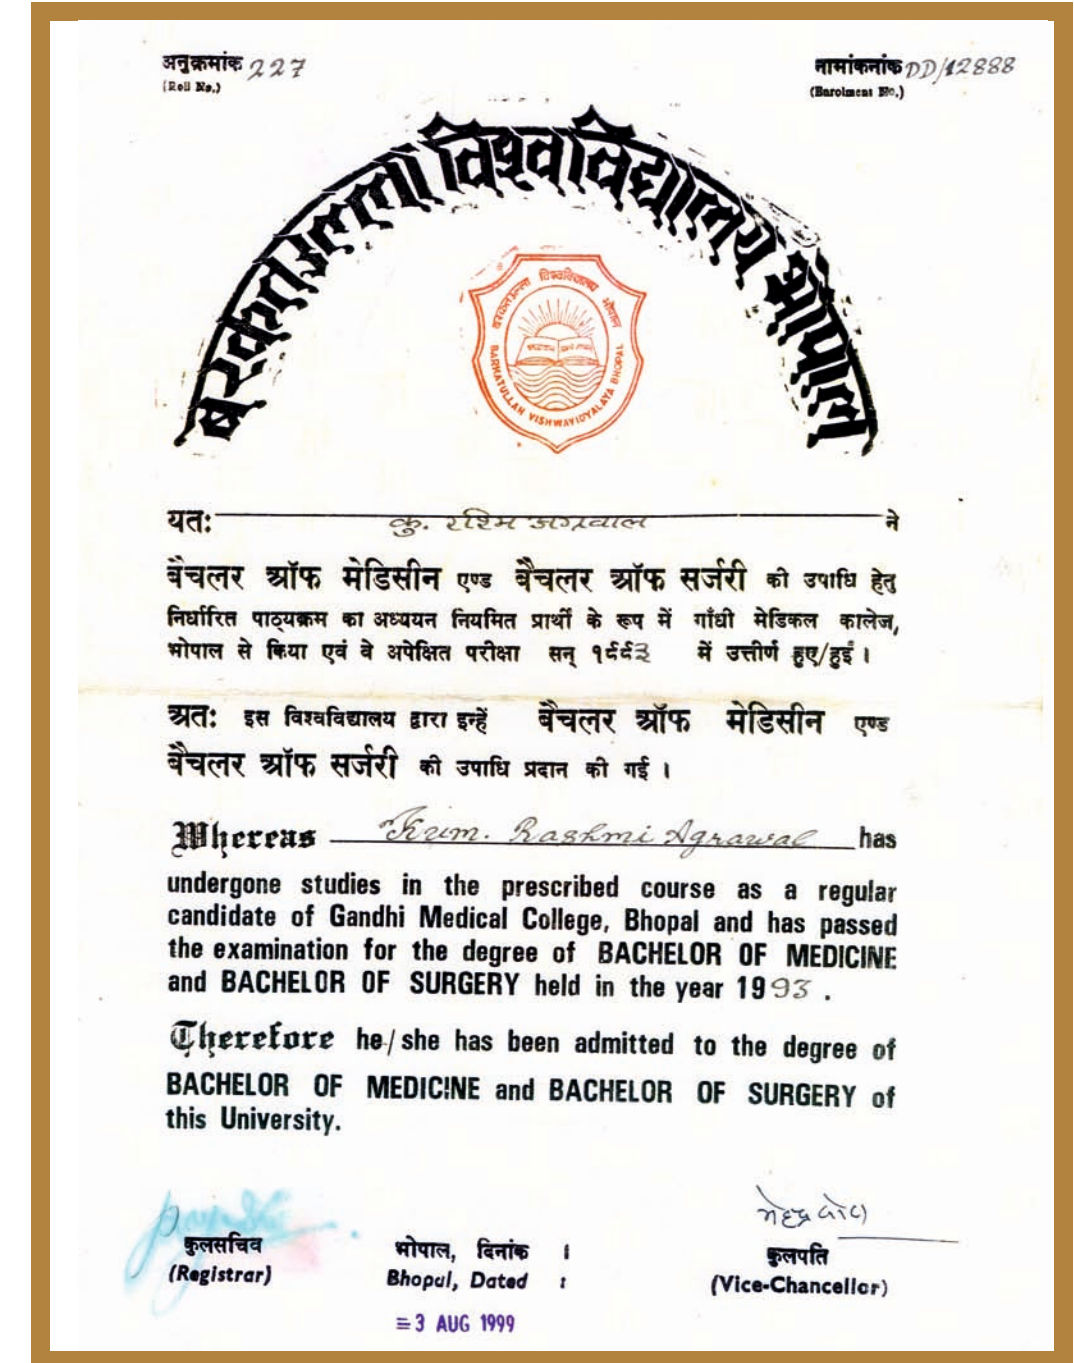 अनुक्रमांक 227
(Roll No.)
नामांकनांक DD/12888
(Enrolment No.)
बरकतउल्ला विश्वविद्यालय भोपाल
बरकतउल्ला विश्वविद्यालय भोपाल
BARKATULLAH VISHWAVIDYALAYA BHOPAL
यतः कु. रश्मि अग्रवाल ने
बैचलर ऑफ मेडिसीन एण्ड बैचलर ऑफ सर्जरी की उपाधि हेतु
निर्धारित पाठ्यक्रम का अध्ययन नियमित प्रार्थी के रूप में गाँधी मेडिकल कालेज,
भोपाल से किया एवं वे अपेक्षित परीक्षा सन् १९९३ में उत्तीर्ण हुए/हुई ।
अतः इस विश्वविद्यालय द्वारा इन्हें बैचलर ऑफ मेडिसीन एण्ड
बैचलर ऑफ सर्जरी की उपाधि प्रदान की गई ।
Whereas Kum. Rashmi Agrawal has
undergone studies in the prescribed course as a regular
candidate of Gandhi Medical College, Bhopal and has passed
the examination for the degree of BACHELOR OF MEDICINE
and BACHELOR OF SURGERY held in the year 1993 .
Therefore he/she has been admitted to the degree of
BACHELOR OF MEDICINE and BACHELOR OF SURGERY of
this University.
कुलसचिव
(Registrar)
भोपाल, दिनांक :
Bhopal, Dated :
= 3 AUG 1999
कुलपति
(Vice-Chancellor)